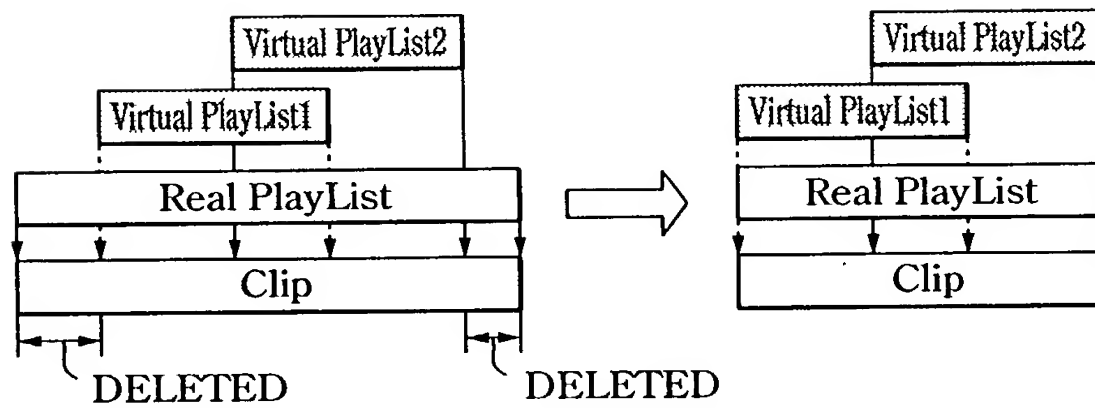 Virtual PlayList2
Virtual PlayList1
Real PlayList
Clip
DELETED
DELETED
Virtual PlayList2
Virtual PlayList1
Real PlayList
Clip